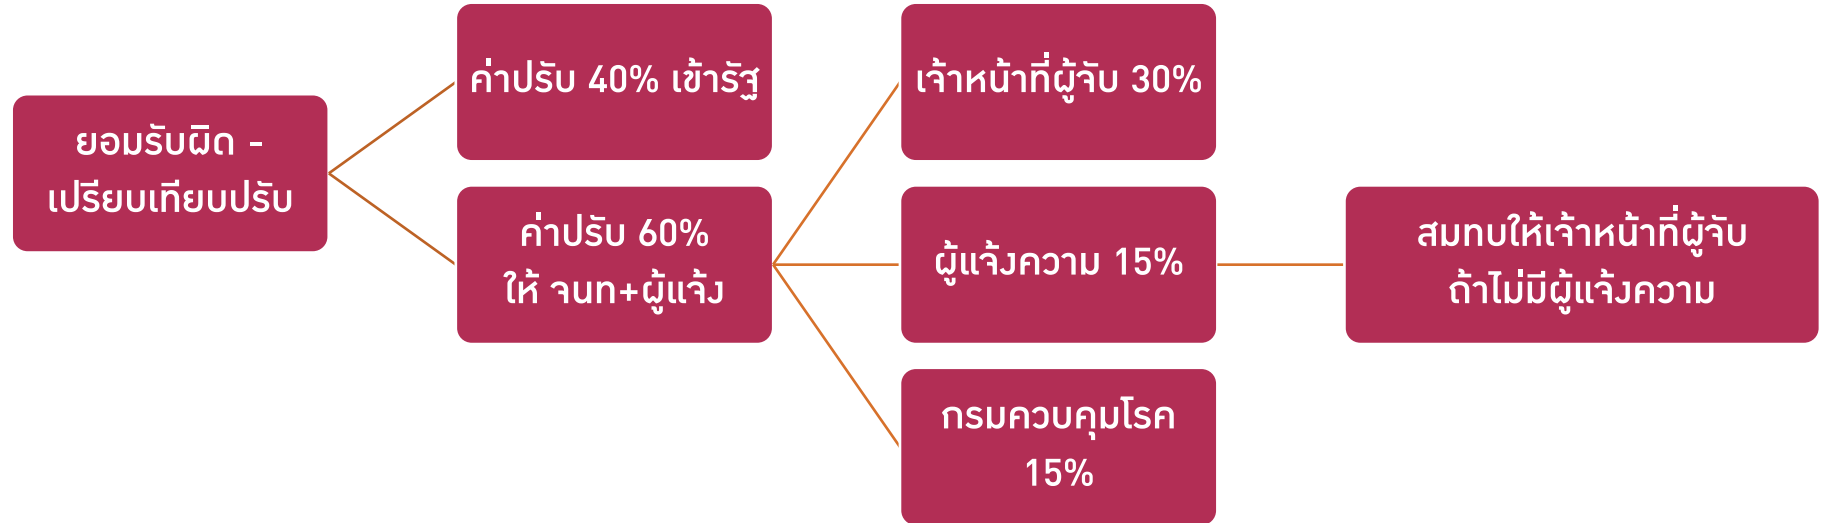 ยอมรับผิด -
เปรียบเทียบปรับ
ค่าปรับ 40% เข้ารัฐ
ค่าปรับ 60%
ให้ จนท+ผู้แจ้ง
เจ้าหน้าที่ผู้จับ 30%
ผู้แจ้งความ 15%
กรมควบคุมโรค
15%
สมทบให้เจ้าหน้าที่ผู้จับ
ถ้าไม่มีผู้แจ้งความ